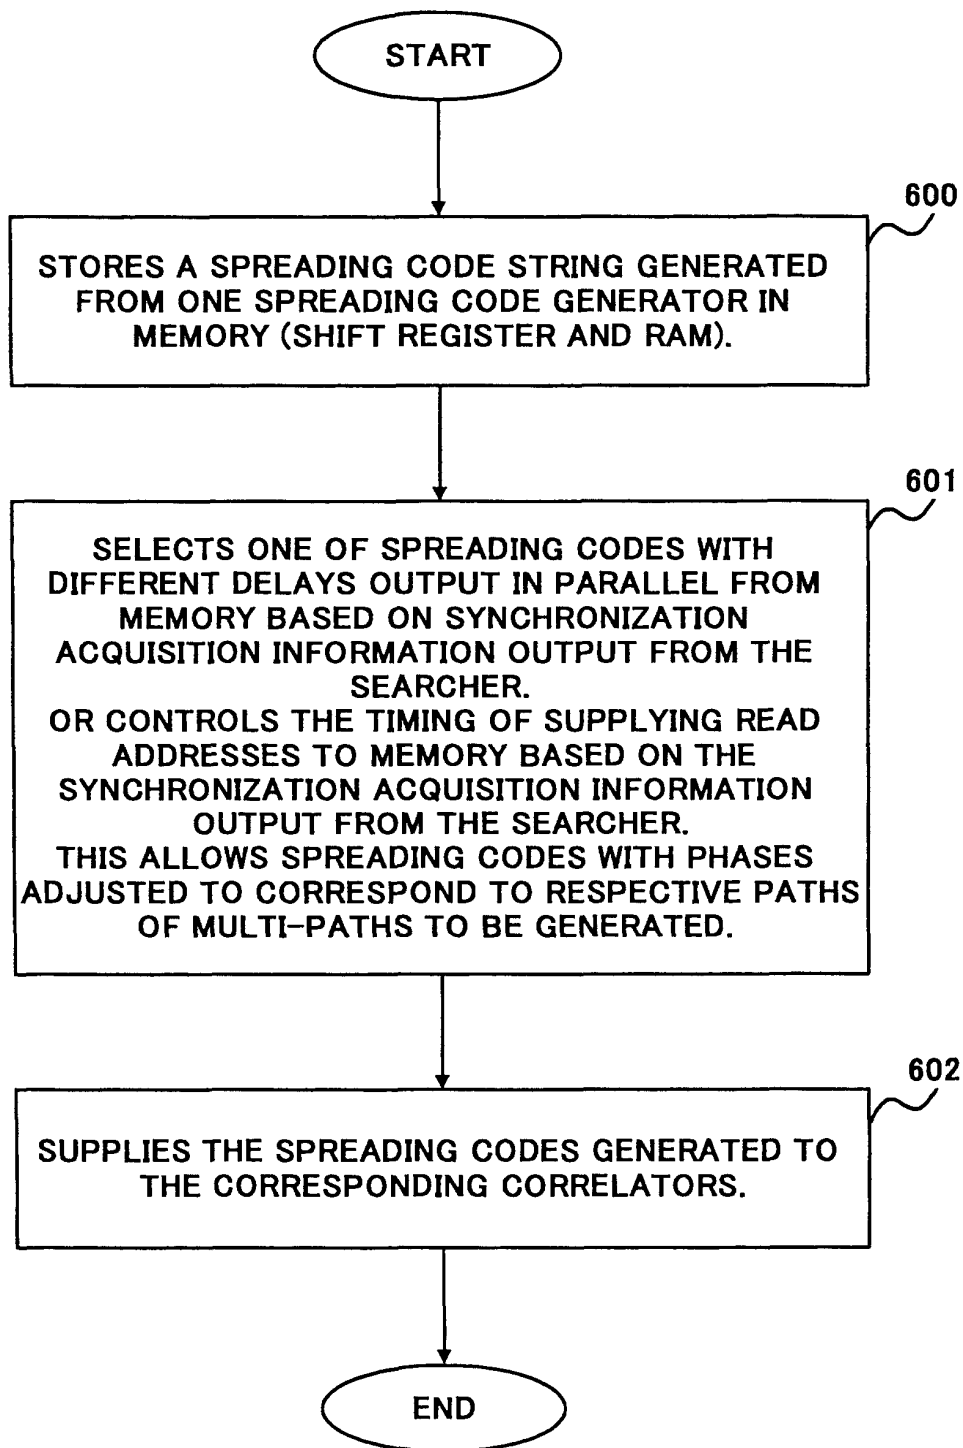 START
600
STORES A SPREADING CODE STRING GENERATED
FROM ONE SPREADING CODE GENERATOR IN
MEMORY (SHIFT REGISTER AND RAM).
601
SELECTS ONE OF SPREADING CODES WITH
DIFFERENT DELAYS OUTPUT IN PARALLEL FROM
MEMORY BASED ON SYNCHRONIZATION
ACQUISITION INFORMATION OUTPUT FROM THE
SEARCHER.
OR CONTROLS THE TIMING OF SUPPLYING READ
ADDRESSES TO MEMORY BASED ON THE
SYNCHRONIZATION ACQUISITION INFORMATION
OUTPUT FROM THE SEARCHER.
THIS ALLOWS SPREADING CODES WITH PHASES
ADJUSTED TO CORRESPOND TO RESPECTIVE PATHS
OF MULTI-PATHS TO BE GENERATED.
602
SUPPLIES THE SPREADING CODES GENERATED TO
THE CORRESPONDING CORRELATORS.
END